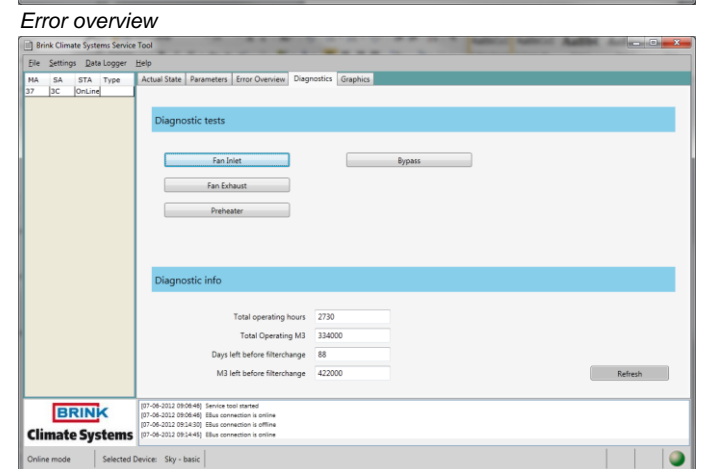 Error overview
Brink Climate Systems Service Tool
File Settings Data Logger Help
MA SA STA Type
37 3C OnLine
Actual State Parameters Error Overview Diagnostics Graphics
Diagnostic tests
Fan Inlet Bypass
Fan Exhaust
Preheater
Diagnostic info
Total operating hours 2730
Total Operating M3 334000
Days left before filterchange 88
M3 left before filterchange 422000
Refresh
BRINK
Climate Systems
[07-06-2012 09:06:46] Service tool started
[07-06-2012 09:06:46] EBus connection is online
[07-06-2012 09:14:30] EBus connection is offline
[07-06-2012 09:14:45] EBus connection is online
Online mode Selected Device: Sky - basic